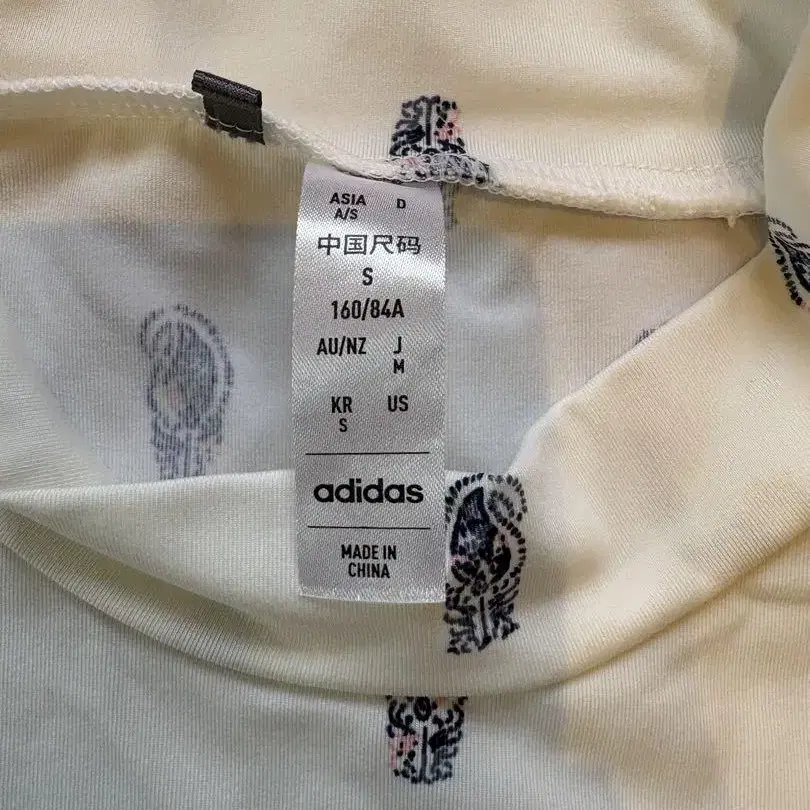 ASIA D
A/S
中国尺码
S
160/84A
AU/NZ J
M
KR US
S
adidas
MADE IN
CHINA